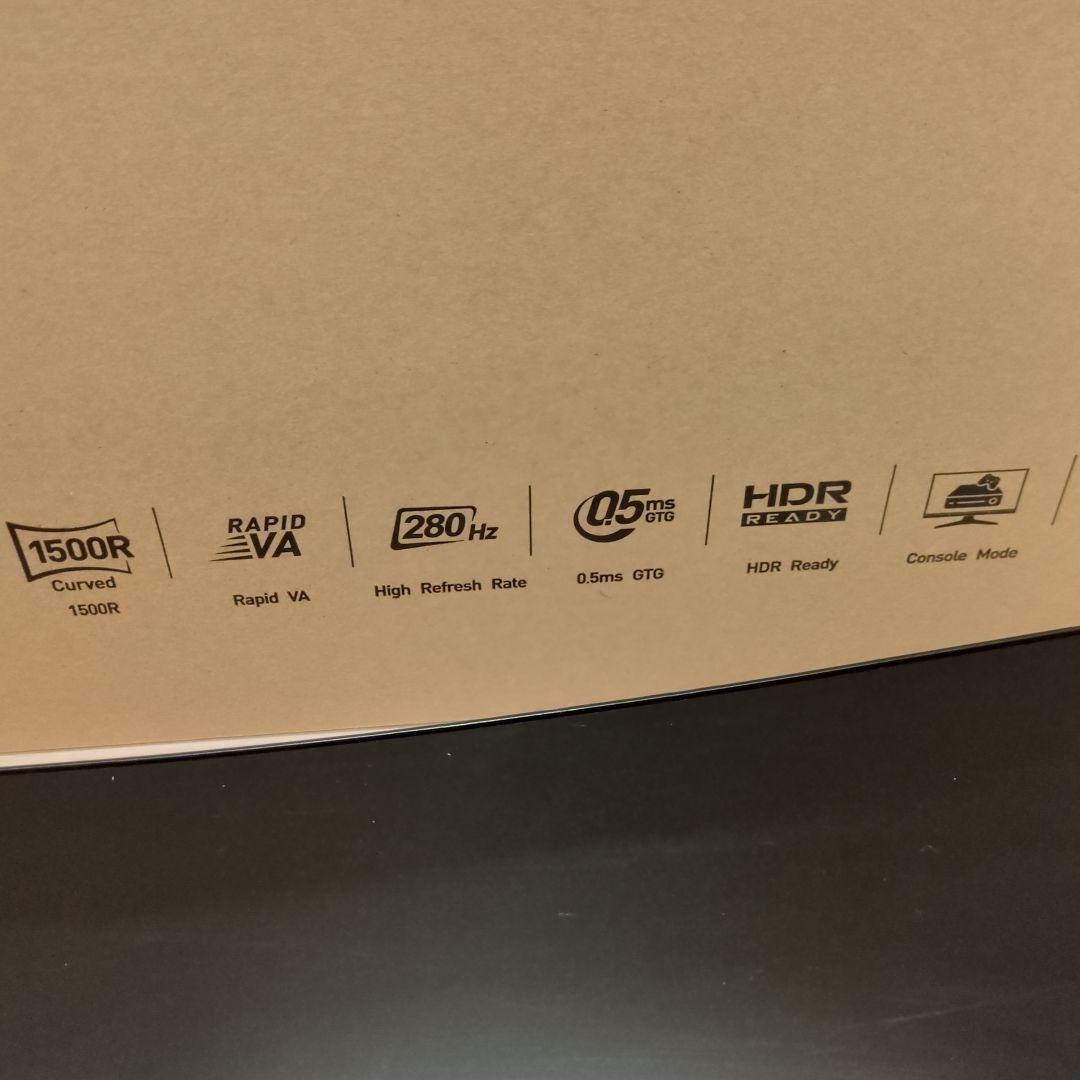 1500R
Curved
1500R
RAPID
VA
Rapid VA
280Hz
High Refresh Rate
0.5ms
GTG
0.5ms GTG
HDR
READY
HDR Ready
Console Mode